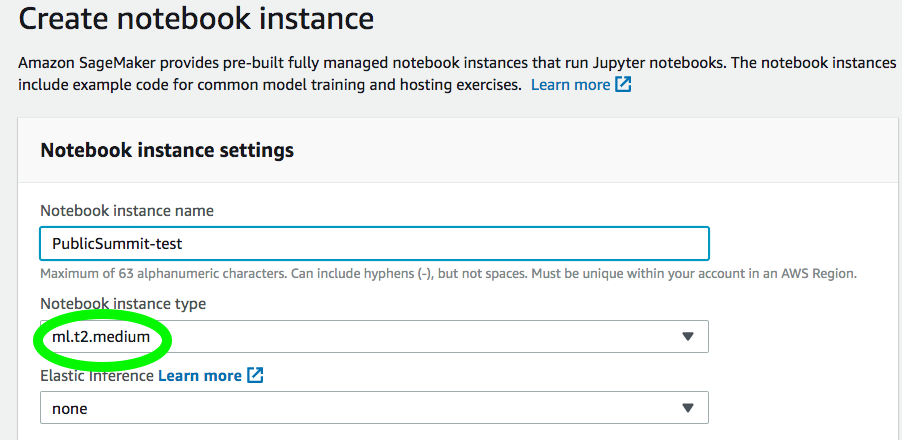 Create notebook instance
Amazon SageMaker provides pre-built fully managed notebook instances that run Jupyter notebooks. The notebook instances
include example code for common model training and hosting exercises. Learn more
Notebook instance settings
Notebook instance name
PublicSummit-test
Maximum of 63 alphanumeric characters. Can include hyphens (-), but not spaces. Must be unique within your account in an AWS Region.
Notebook instance type
ml.t2.medium
Elastic Inference Learn more
none